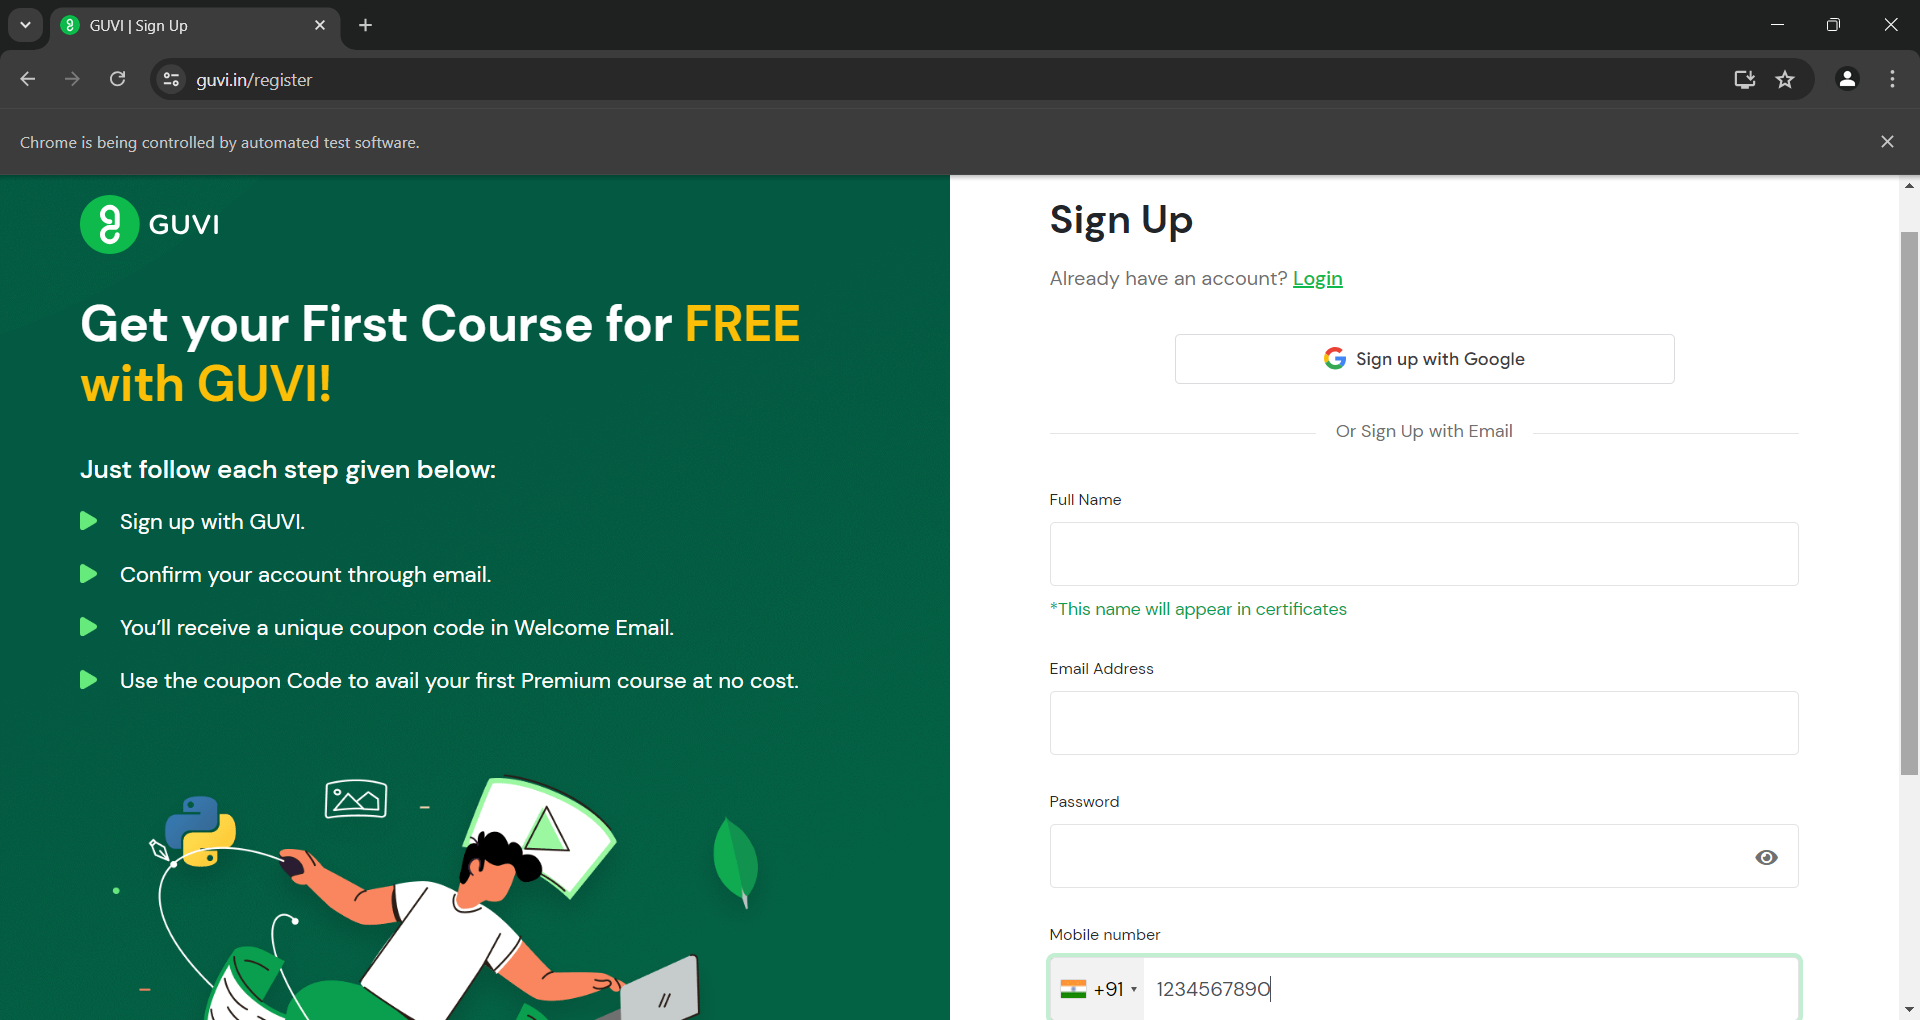 GUVI | Sign Up
guvi.in/register
Chrome is being controlled by automated test software.
GUVI
Get your First Course for FREE
with GUVI!
Just follow each step given below:
Sign up with GUVI.
Confirm your account through email.
You’ll receive a unique coupon code in Welcome Email.
Use the coupon Code to avail your first Premium course at no cost.
Sign Up
Already have an account? Login
Sign up with Google
Or Sign Up with Email
Full Name
*This name will appear in certificates
Email Address
Password
Mobile number
+91 1234567890